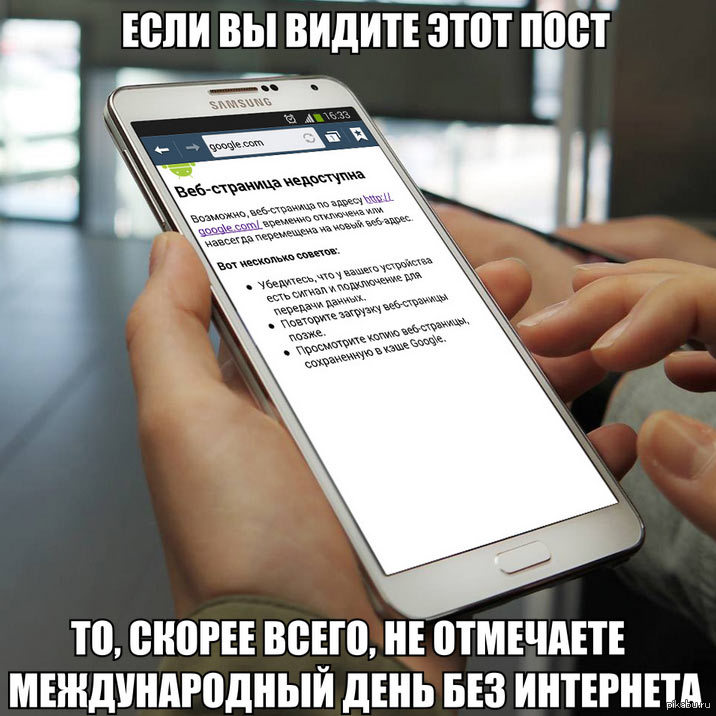 ЕСЛИ ВЫ ВИДИТЕ ЭТОТ ПОСТ
SAMSUNG
16:33
google.com
1
Веб-страница недоступна
Возможно, веб-страница по адресу http://
google.com/ временно отключена или
навсегда перемещена на новый веб-адрес.
Вот несколько советов:
• Убедитесь, что у вашего устройства
есть сигнал и подключение для
передачи данных.
• Повторите загрузку веб-страницы
позже.
• Просмотрите копию веб-страницы,
сохраненную в кэше Google.
ТО, СКОРЕЕ ВСЕГО, НЕ ОТМЕЧАЕТЕ
МЕЖДУНАРОДНЫЙ ДЕНЬ БЕЗ ИНТЕРНЕТА
pikabu.ru